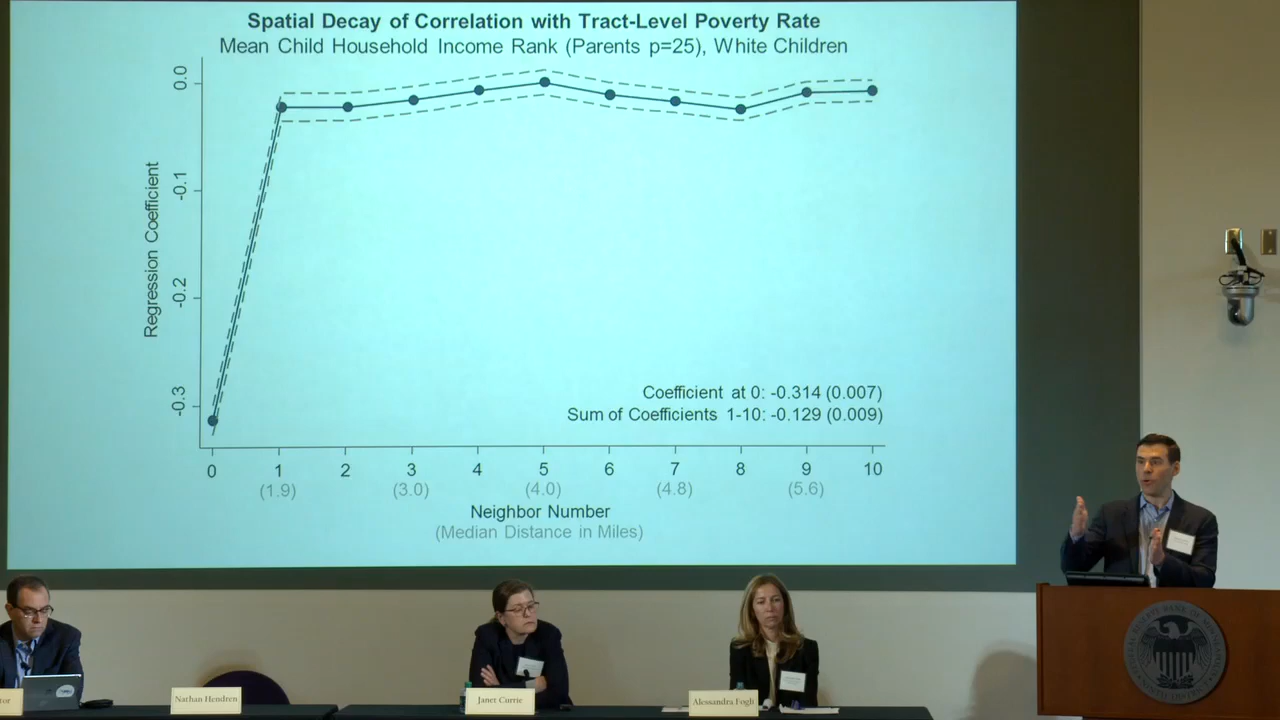 Spatial Decay of Correlation with Tract-Level Poverty Rate
Mean Child Household Income Rank (Parents p=25), White Children
Regression Coefficient
0.0
-0.1
-0.2
-0.3
Coefficient at 0: -0.314 (0.007)
Sum of Coefficients 1-10: -0.129 (0.009)
0 1 2 3 4 5 6 7 8 9 10
(1.9) (3.0) (4.0) (4.8) (5.6)
Neighbor Number
(Median Distance in Miles)
Nathan Hendren
Janet Currie
Alessandra Fogli